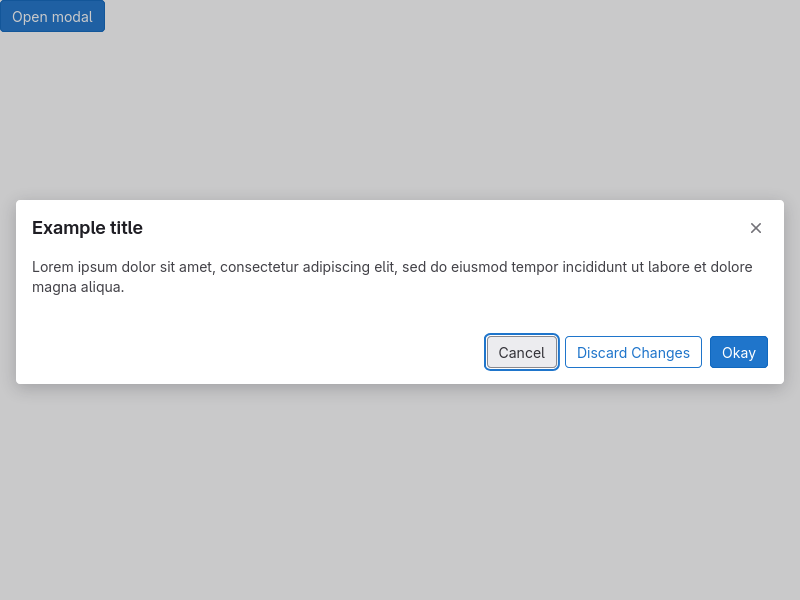 Open modal
Example title
Lorem ipsum dolor sit amet, consectetur adipiscing elit, sed do eiusmod tempor incididunt ut labore et dolore
magna aliqua.
Cancel Discard Changes Okay